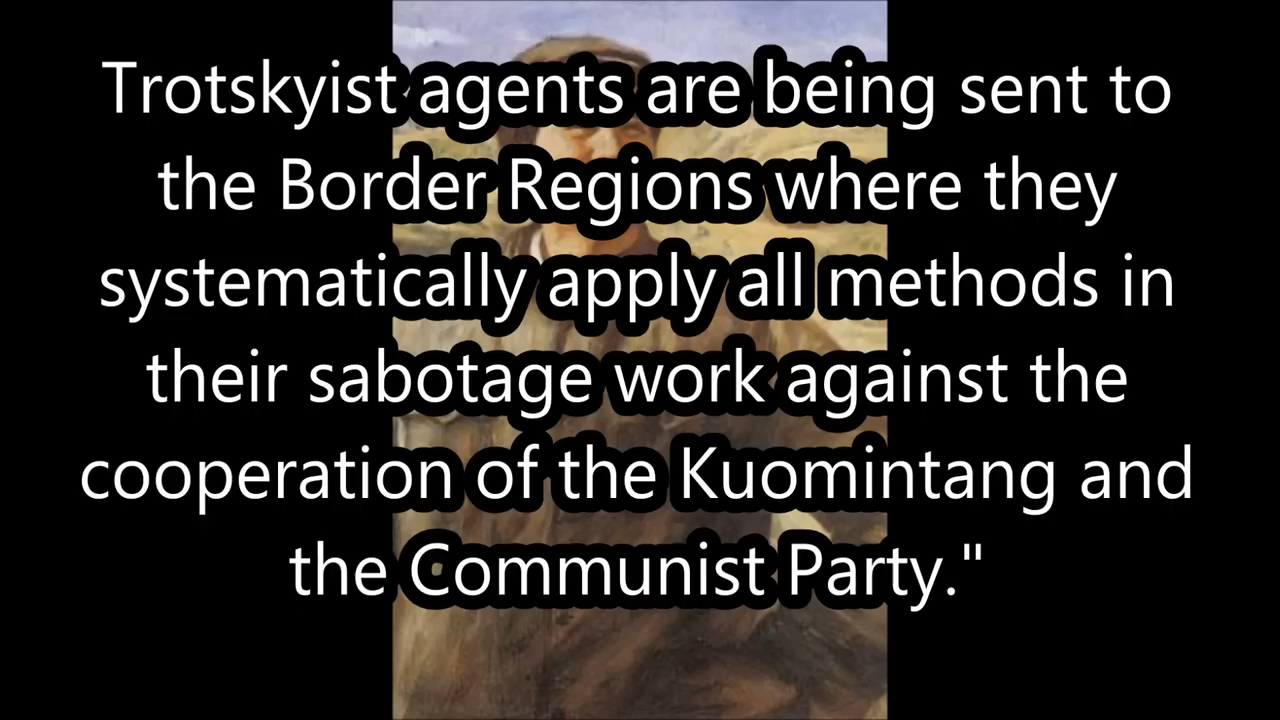 Trotskyist agents are being sent to
the Border Regions where they
systematically apply all methods in
their sabotage work against the
cooperation of the Kuomintang and
the Communist Party."